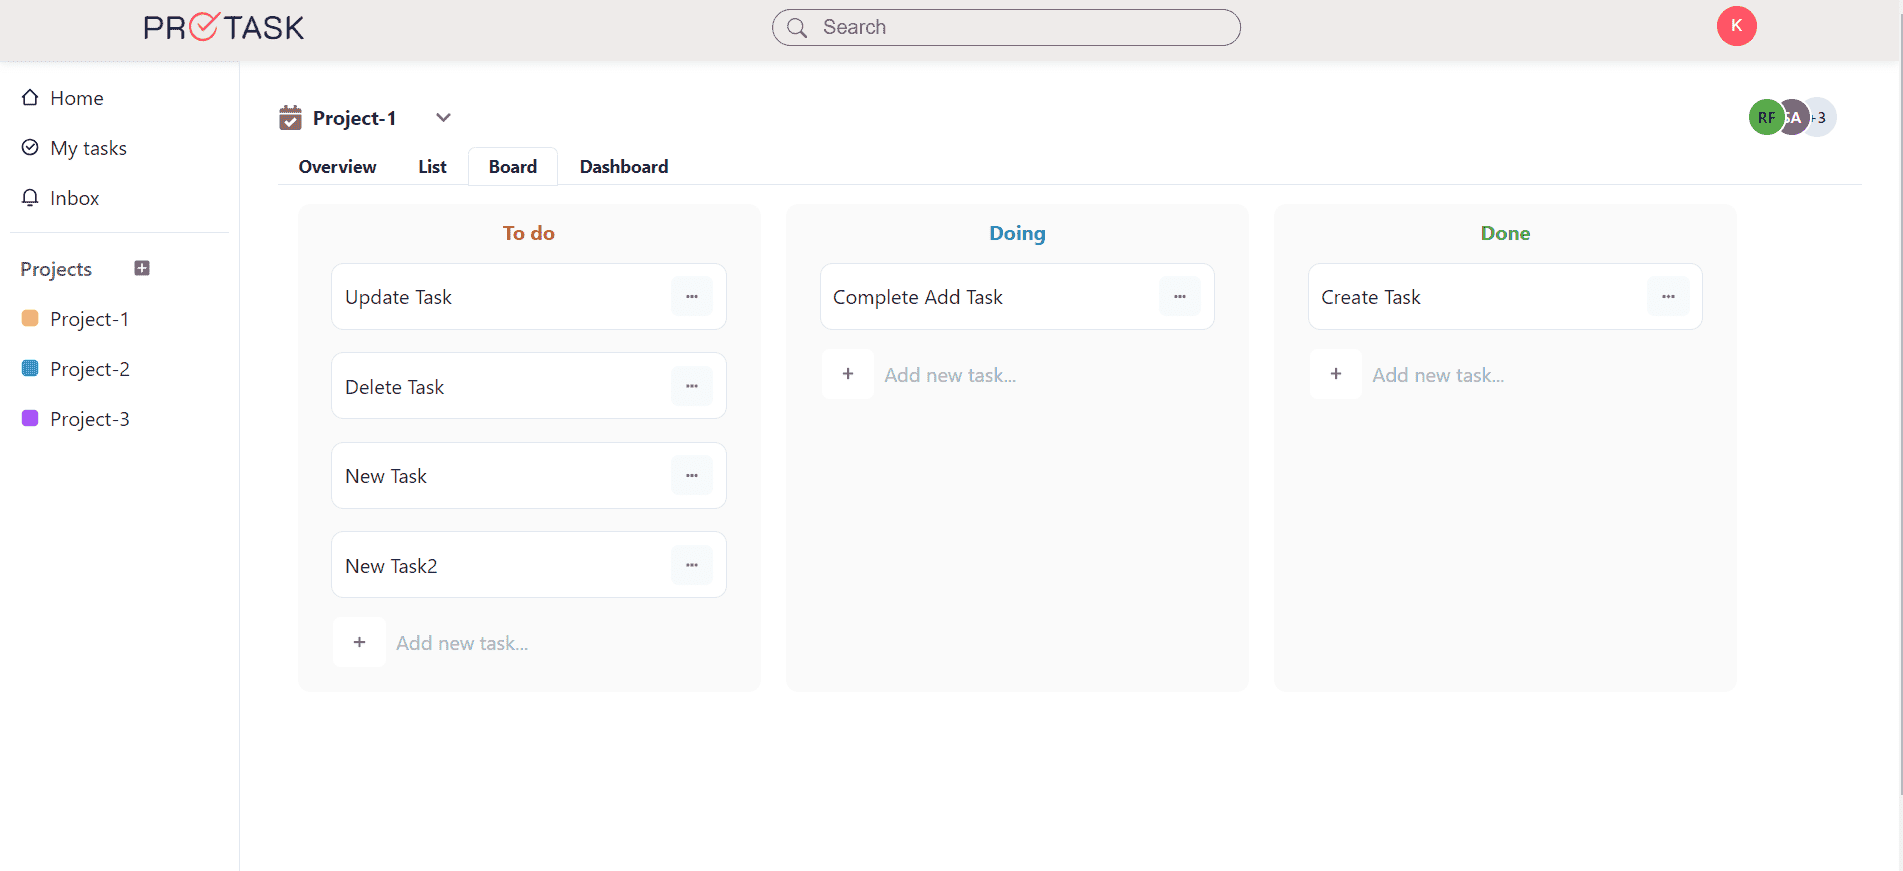 PROTASK
Search
K
Home
My tasks
Inbox
Projects
Project-1
Project-2
Project-3
Project-1
RF SA +3
Overview List Board Dashboard
To do
Update Task
Delete Task
New Task
New Task2
+ Add new task...
Doing
Complete Add Task
+ Add new task...
Done
Create Task
+ Add new task...